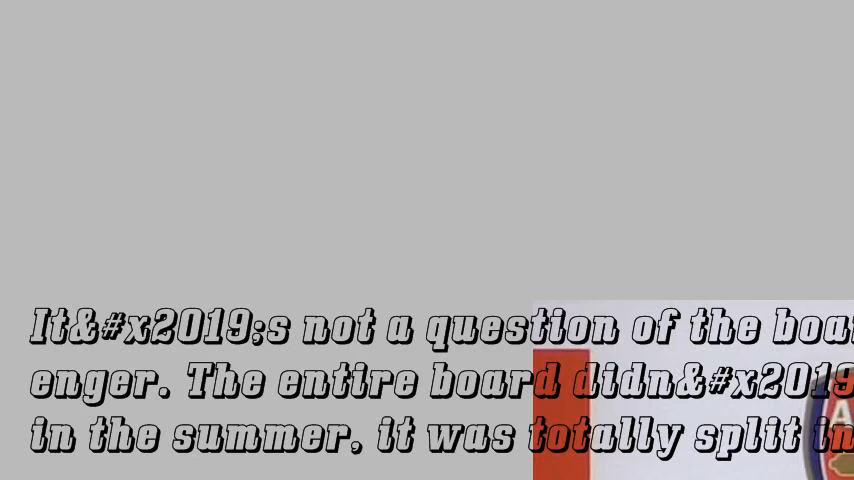 It&#x2019;s not a question of the boar
enger. The entire board didn&#x2019
in the summer, it was totally split in
A